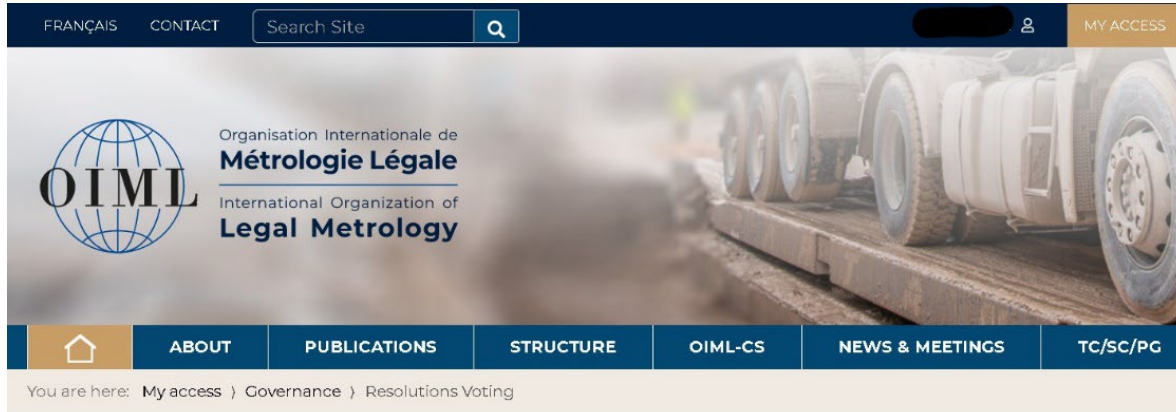 FRANÇAIS CONTACT Search Site MY ACCESS
OIML
Organisation Internationale de
Métrologie Légale
International Organization of
Legal Metrology
ABOUT PUBLICATIONS STRUCTURE OIML-CS NEWS & MEETINGS TC/SC/PG
You are here: My access ⟩ Governance ⟩ Resolutions Voting